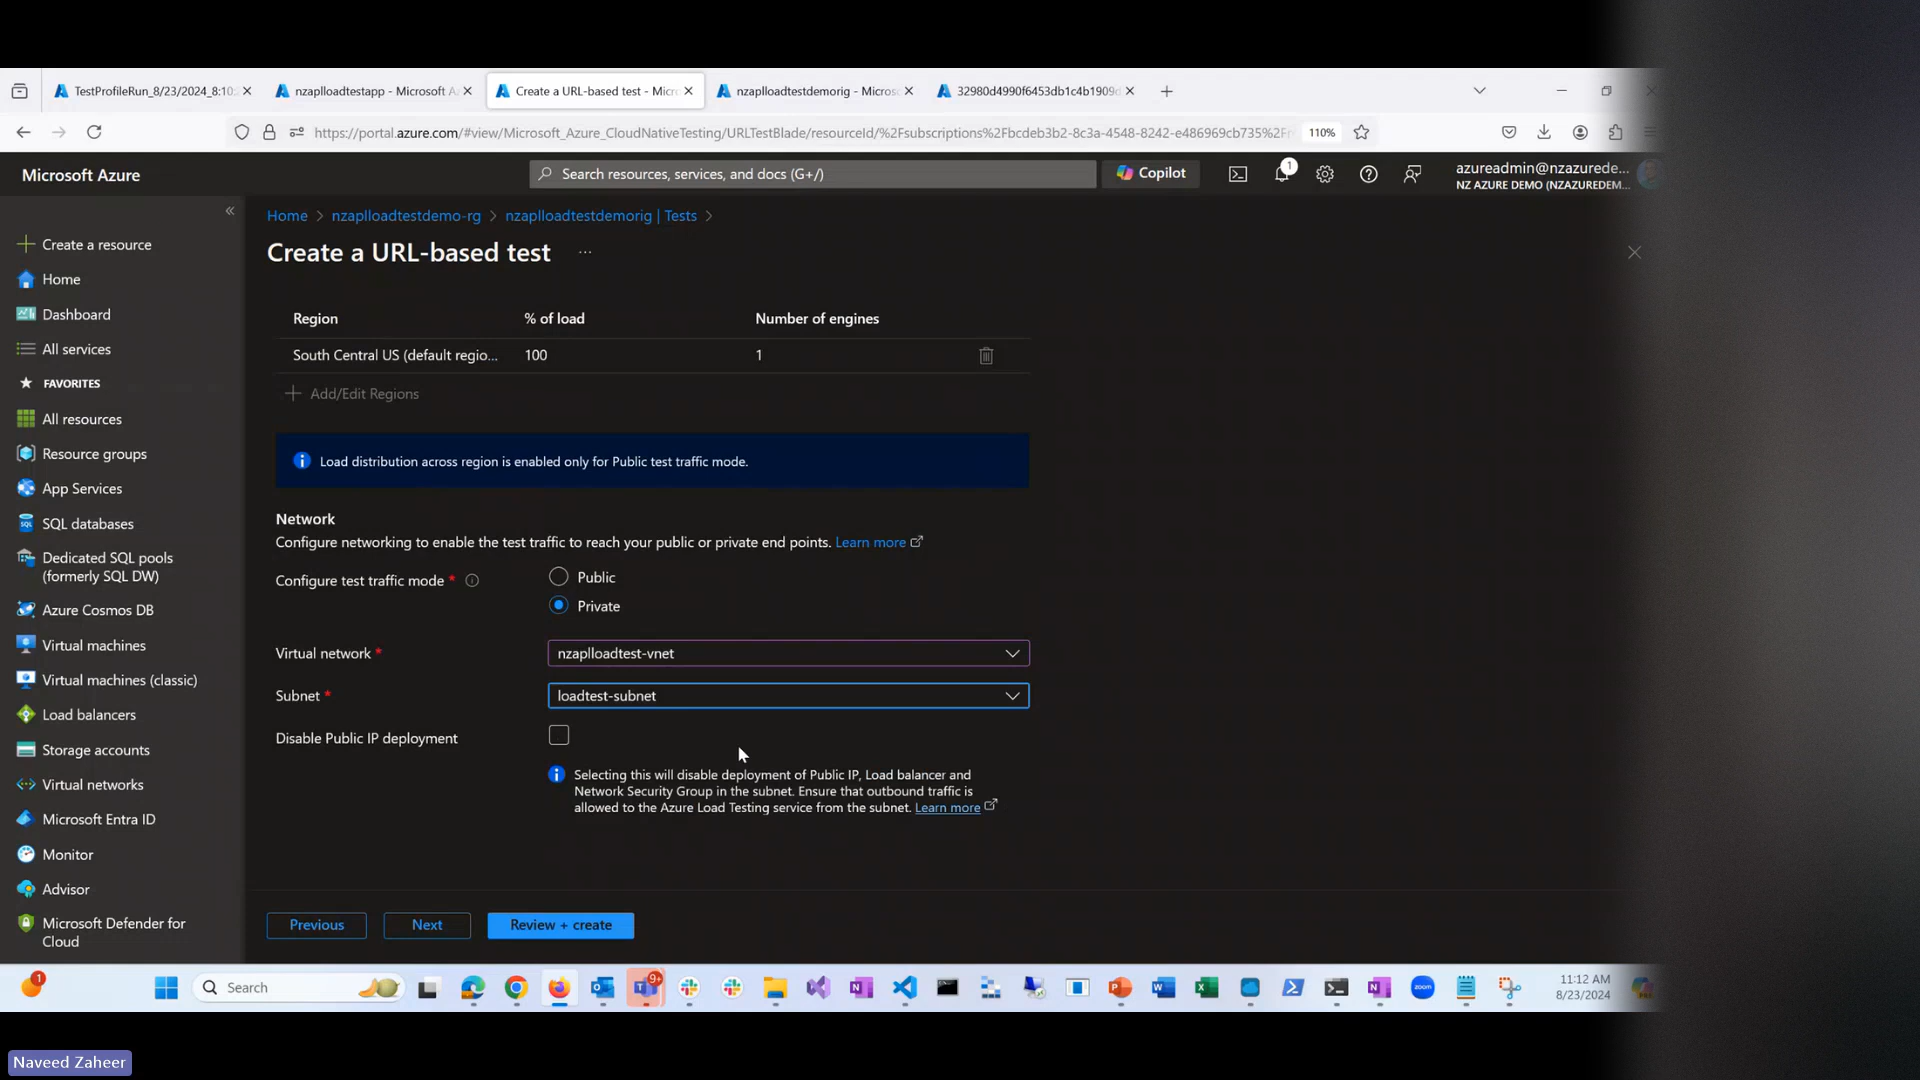 TestProfileRun_8/23/2024_8:10:
nzaplloadtestapp - Microsoft A
Create a URL-based test - Micr
nzaplloadtestdemorig - Micros
32980d4990f6453db1c4b1909d
https://portal.azure.com/#view/Microsoft_Azure_CloudNativeTesting/URLTestBlade/resourceId/%2Fsubscriptions%2Fbcdeb3b2-8c3a-4548-8242-e486969cb735%2Fr
110%
Microsoft Azure
Search resources, services, and docs (G+/)
Copilot
1
azureadmin@nzazurede...
NZ AZURE DEMO (NZAZUREDEM...
Home > nzaplloadtestdemo-rg > nzaplloadtestdemorig | Tests >
Create a URL-based test
...
Create a resource
Home
Dashboard
All services
FAVORITES
All resources
Resource groups
App Services
SQL databases
Dedicated SQL pools
(formerly SQL DW)
Azure Cosmos DB
Virtual machines
Virtual machines (classic)
Load balancers
Storage accounts
Virtual networks
Microsoft Entra ID
Monitor
Advisor
Microsoft Defender for
Cloud
Region % of load Number of engines
South Central US (default regio... 100 1
Add/Edit Regions
Load distribution across region is enabled only for Public test traffic mode.
Network
Configure networking to enable the test traffic to reach your public or private end points. Learn more
Configure test traffic mode *
Public
Private
Virtual network *
nzaplloadtest-vnet
Subnet *
loadtest-subnet
Disable Public IP deployment
Selecting this will disable deployment of Public IP, Load balancer and
Network Security Group in the subnet. Ensure that outbound traffic is
allowed to the Azure Load Testing service from the subnet. Learn more
Previous
Next
Review + create
1
Search
9+
zoom
11:12 AM
8/23/2024
Naveed Zaheer